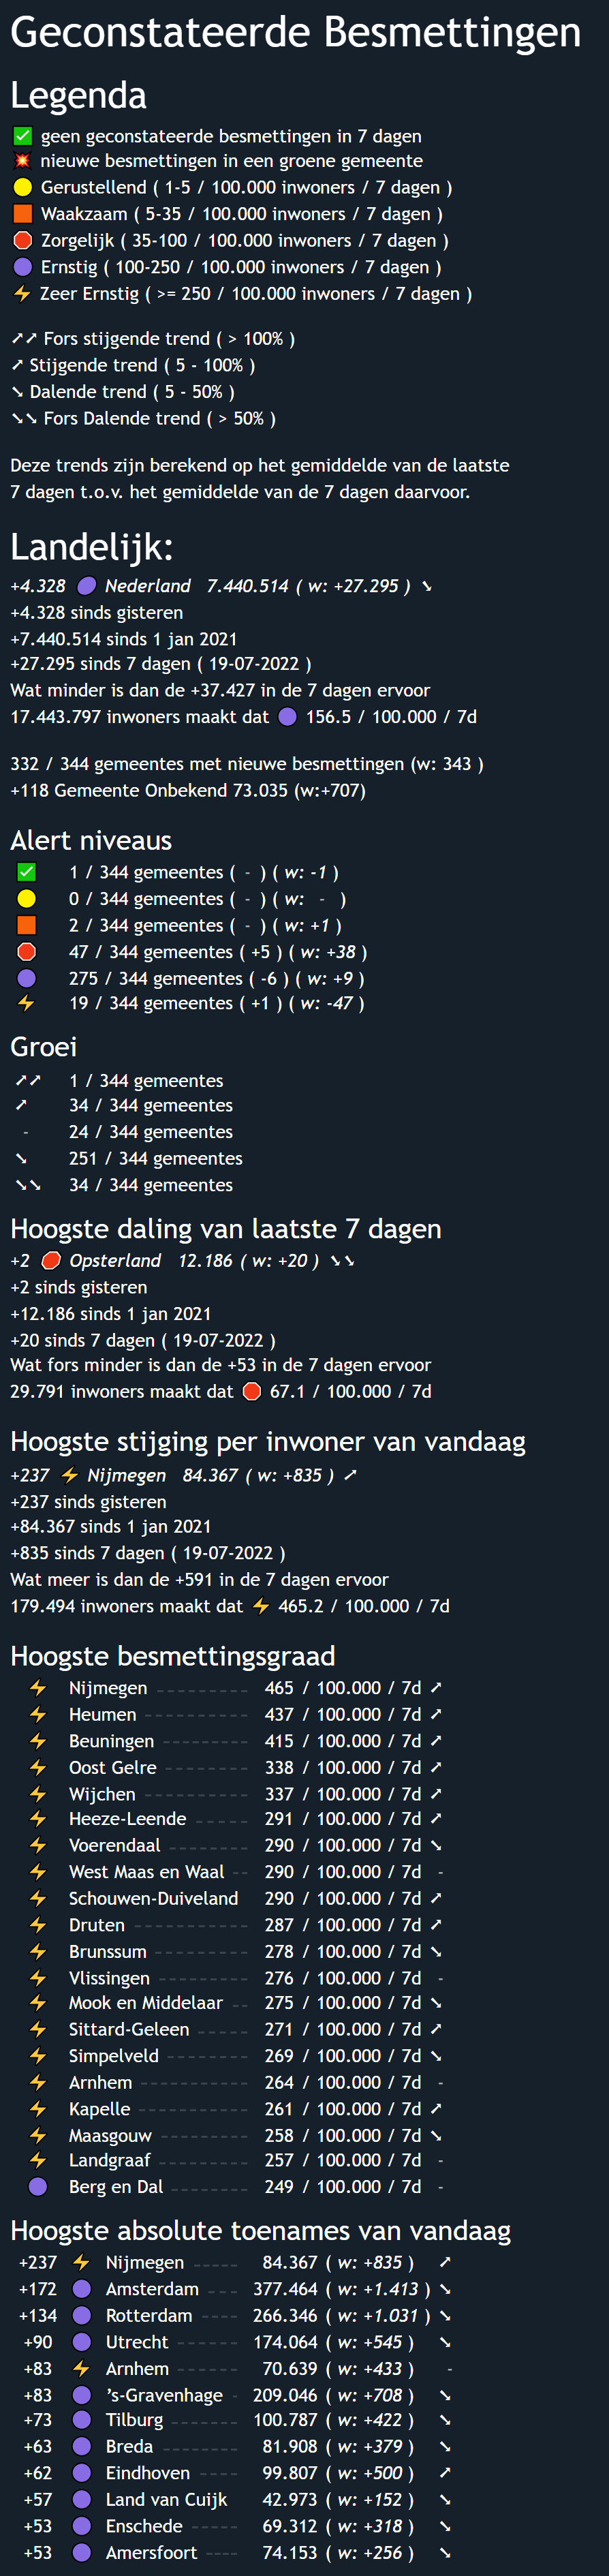 Geconstateerde Besmettingen
Legenda
✅ geen geconstateerde besmettingen in 7 dagen
💥 nieuwe besmettingen in een groene gemeente
🟡 Gerustellend ( 1-5 / 100.000 inwoners / 7 dagen )
🟧 Waakzaam ( 5-35 / 100.000 inwoners / 7 dagen )
🛑 Zorgelijk ( 35-100 / 100.000 inwoners / 7 dagen )
🟣 Ernstig ( 100-250 / 100.000 inwoners / 7 dagen )
⚡ Zeer Ernstig ( >= 250 / 100.000 inwoners / 7 dagen )
➚➚ Fors stijgende trend ( > 100% )
➚ Stijgende trend ( 5 - 100% )
➘ Dalende trend ( 5 - 50% )
➘➘ Fors Dalende trend ( > 50% )
Deze trends zijn berekend op het gemiddelde van de laatste
7 dagen t.o.v. het gemiddelde van de 7 dagen daarvoor.
Landelijk:
+4.328 🟣 Nederland 7.440.514 ( w: +27.295 ) ➘
+4.328 sinds gisteren
+7.440.514 sinds 1 jan 2021
+27.295 sinds 7 dagen ( 19-07-2022 )
Wat minder is dan de +37.427 in de 7 dagen ervoor
17.443.797 inwoners maakt dat 🟣 156.5 / 100.000 / 7d
332 / 344 gemeentes met nieuwe besmettingen (w: 343 )
+118 Gemeente Onbekend 73.035 (w:+707)
Alert niveaus
✅ 1 / 344 gemeentes ( - ) ( w: -1 )
🟡 0 / 344 gemeentes ( - ) ( w: - )
🟧 2 / 344 gemeentes ( - ) ( w: +1 )
🛑 47 / 344 gemeentes ( +5 ) ( w: +38 )
🟣 275 / 344 gemeentes ( -6 ) ( w: +9 )
⚡ 19 / 344 gemeentes ( +1 ) ( w: -47 )
Groei
➚➚ 1 / 344 gemeentes
➚ 34 / 344 gemeentes
- 24 / 344 gemeentes
➘ 251 / 344 gemeentes
➘➘ 34 / 344 gemeentes
Hoogste daling van laatste 7 dagen
+2 🛑 Opsterland 12.186 ( w: +20 ) ➘➘
+2 sinds gisteren
+12.186 sinds 1 jan 2021
+20 sinds 7 dagen ( 19-07-2022 )
Wat fors minder is dan de +53 in de 7 dagen ervoor
29.791 inwoners maakt dat 🛑 67.1 / 100.000 / 7d
Hoogste stijging per inwoner van vandaag
+237 ⚡ Nijmegen 84.367 ( w: +835 ) ➚
+237 sinds gisteren
+84.367 sinds 1 jan 2021
+835 sinds 7 dagen ( 19-07-2022 )
Wat meer is dan de +591 in de 7 dagen ervoor
179.494 inwoners maakt dat ⚡ 465.2 / 100.000 / 7d
Hoogste besmettingsgraad
⚡ Nijmegen --------- 465 / 100.000 / 7d ➚
⚡ Heumen ---------- 437 / 100.000 / 7d ➚
⚡ Beuningen -------- 415 / 100.000 / 7d ➚
⚡ Oost Gelre -------- 338 / 100.000 / 7d ➚
⚡ Wijchen ---------- 337 / 100.000 / 7d ➚
⚡ Heeze-Leende ----- 291 / 100.000 / 7d ➚
⚡ Voerendaal ------- 290 / 100.000 / 7d ➘
⚡ West Maas en Waal -- 290 / 100.000 / 7d -
⚡ Schouwen-Duiveland 290 / 100.000 / 7d ➚
⚡ Druten ----------- 287 / 100.000 / 7d ➚
⚡ Brunssum --------- 278 / 100.000 / 7d ➘
⚡ Vlissingen -------- 276 / 100.000 / 7d -
⚡ Mook en Middelaar -- 275 / 100.000 / 7d ➘
⚡ Sittard-Geleen ----- 271 / 100.000 / 7d ➚
⚡ Simpelveld -------- 269 / 100.000 / 7d ➘
⚡ Arnhem ---------- 264 / 100.000 / 7d -
⚡ Kapelle ---------- 261 / 100.000 / 7d ➚
⚡ Maasgouw -------- 258 / 100.000 / 7d ➘
⚡ Landgraaf -------- 257 / 100.000 / 7d -
🟣 Berg en Dal ------- 249 / 100.000 / 7d -
Hoogste absolute toenames van vandaag
+237 ⚡ Nijmegen ----- 84.367 ( w: +835 ) ➚
+172 🟣 Amsterdam --- 377.464 ( w: +1.413 ) ➘
+134 🟣 Rotterdam ---- 266.346 ( w: +1.031 ) ➘
+90 🟣 Utrecht ------ 174.064 ( w: +545 ) ➘
+83 ⚡ Arnhem ------ 70.639 ( w: +433 ) -
+83 🟣 's-Gravenhage - 209.046 ( w: +708 ) ➘
+73 🟣 Tilburg ------- 100.787 ( w: +422 ) ➘
+63 🟣 Breda -------- 81.908 ( w: +379 ) ➘
+62 🟣 Eindhoven ---- 99.807 ( w: +500 ) ➚
+57 🟣 Land van Cuijk 42.973 ( w: +152 ) ➘
+53 🟣 Enschede ----- 69.312 ( w: +318 ) ➘
+53 🟣 Amersfoort ---- 74.153 ( w: +256 ) ➘